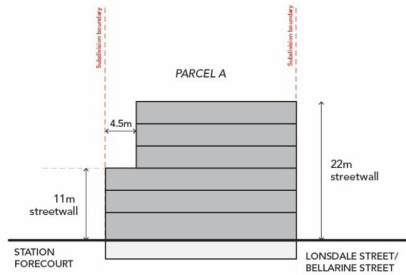 Subdivision boundary
Subdivision boundary
PARCEL A
4.5m
11m
streetwall
22m
streetwall
STATION
FORECOURT
LONSDALE STREET/
BELLARINE STREET